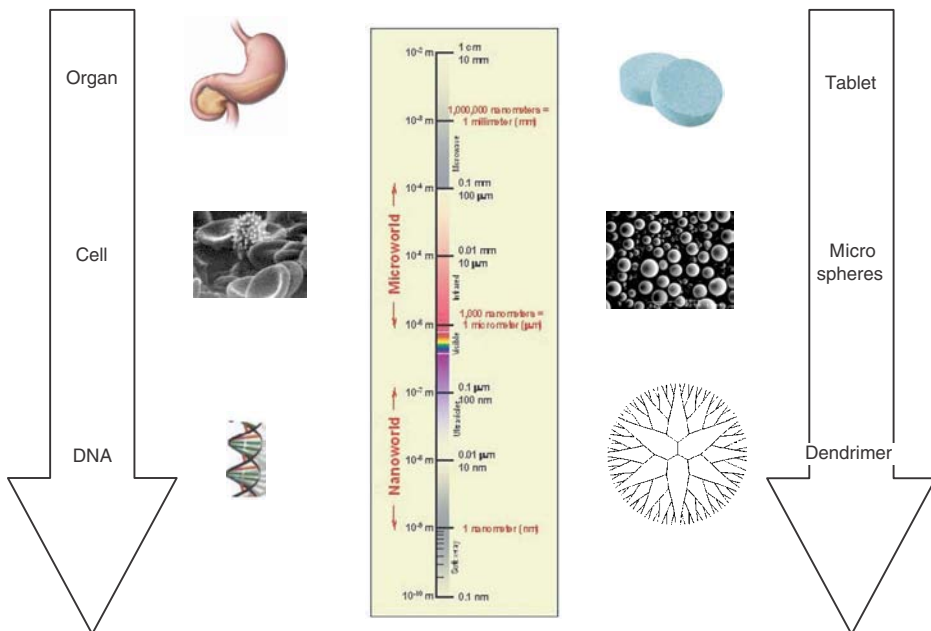 Organ
Cell
DNA
10⁻² m
1 cm
10 mm
1,000,000 nanometers =
10⁻³ m
1 millimeter (mm)
Microwave
0.1 mm
10⁻⁴ m
100 μm
Microworld
0.01 mm
10⁻⁵ m
10 μm
Infrared
1,000 nanometers =
10⁻⁶ m
1 micrometer (μm)
Visible
0.1 μm
10⁻⁷ m
100 nm
Ultraviolet
Nanoworld
0.01 μm
10⁻⁸ m
10 nm
10⁻⁹ m
1 nanometer (nm)
Soft x-ray
10⁻¹⁰ m
0.1 nm
Tablet
Micro
spheres
Dendrimer